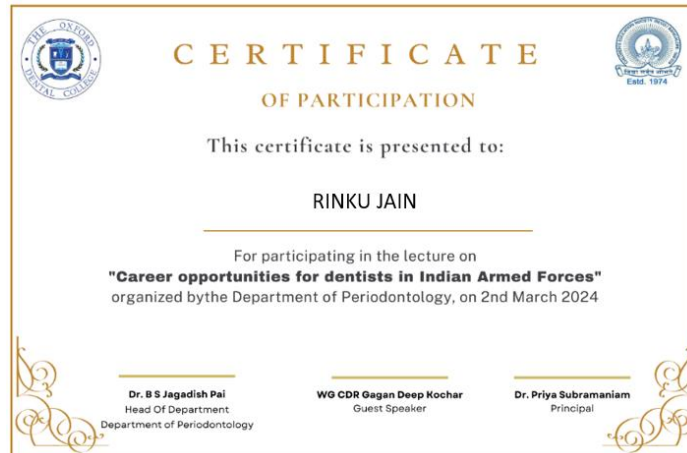 THE OXFORD
DENTAL COLLEGE
CERTIFICATE
OF PARTICIPATION
Estd. 1974
This certificate is presented to:
RINKU JAIN
For participating in the lecture on
"Career opportunities for dentists in Indian Armed Forces"
organized bythe Department of Periodontology, on 2nd March 2024
Dr. B S Jagadish Pai
Head Of Department
Department of Periodontology
WG CDR Gagan Deep Kochar
Guest Speaker
Dr. Priya Subramaniam
Principal